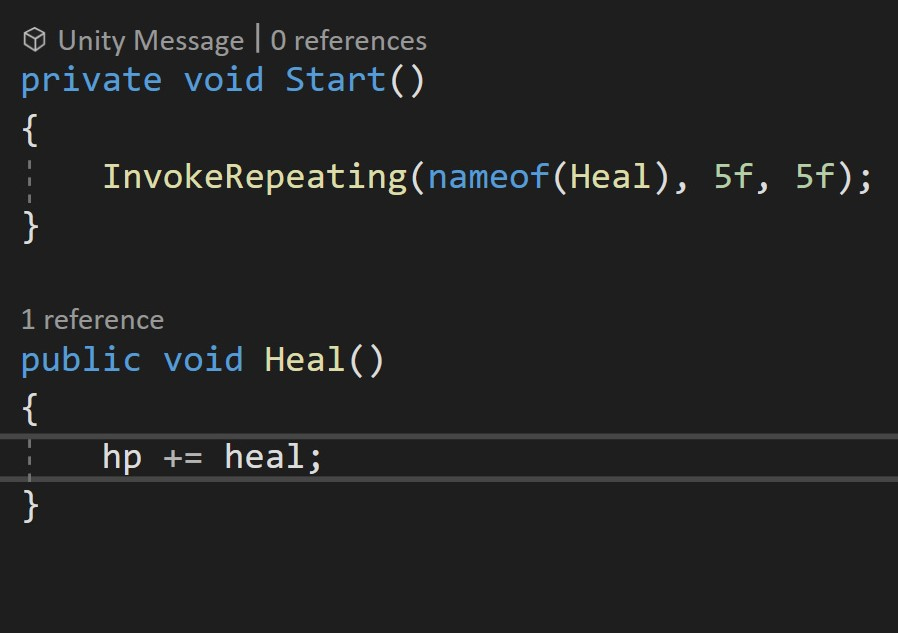 Unity Message | 0 references
private void Start()
{
    InvokeRepeating(nameof(Heal), 5f, 5f);
}
1 reference
public void Heal()
{
    hp += heal;
}